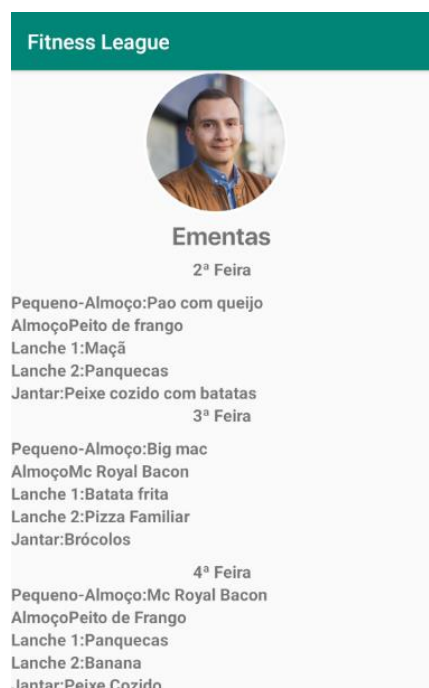 Fitness League
Ementas
2ª Feira
Pequeno-Almoço:Pao com queijo
AlmoçoPeito de frango
Lanche 1:Maçã
Lanche 2:Panquecas
Jantar:Peixe cozido com batatas
3ª Feira
Pequeno-Almoço:Big mac
AlmoçoMc Royal Bacon
Lanche 1:Batata frita
Lanche 2:Pizza Familiar
Jantar:Brócolos
4ª Feira
Pequeno-Almoço:Mc Royal Bacon
AlmoçoPeito de Frango
Lanche 1:Panquecas
Lanche 2:Banana
Jantar:Peixe Cozido